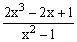 2x³ − 2x + 1
x² − 1